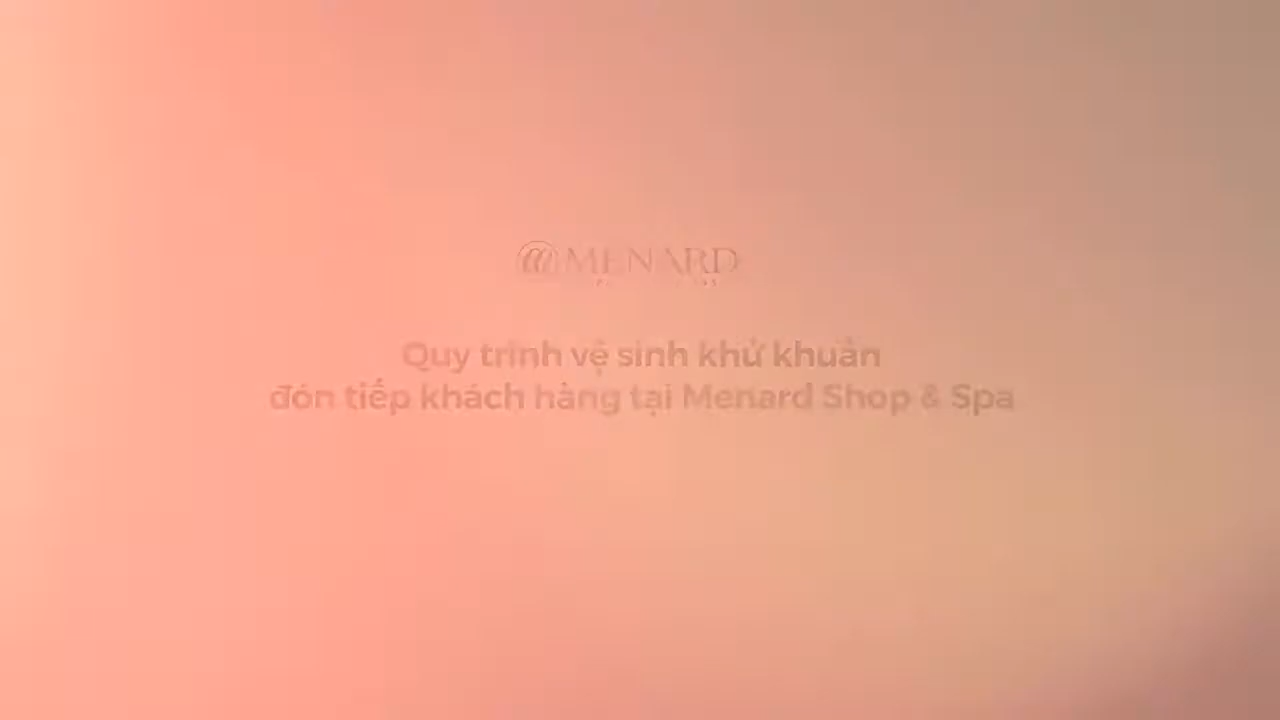 MENARD
Quy trình vệ sinh khử khuẩn
đón tiếp khách hàng tại Menard Shop & Spa